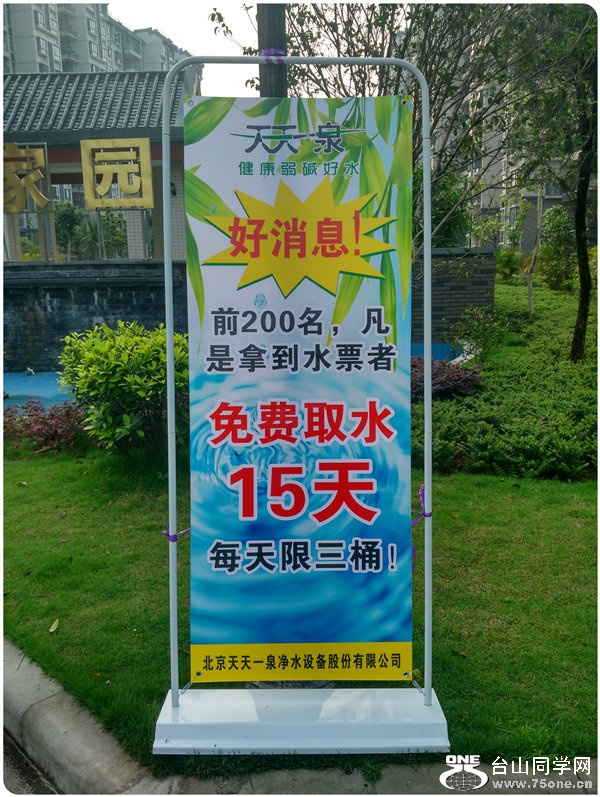 家园
天天一泉
健康弱碱好水
好消息!
前200名，凡
是拿到水票者
免费取水
15天
每天限三桶!
北京天天一泉净水设备股份有限公司
ONE 台山同学网
www.75one.cn